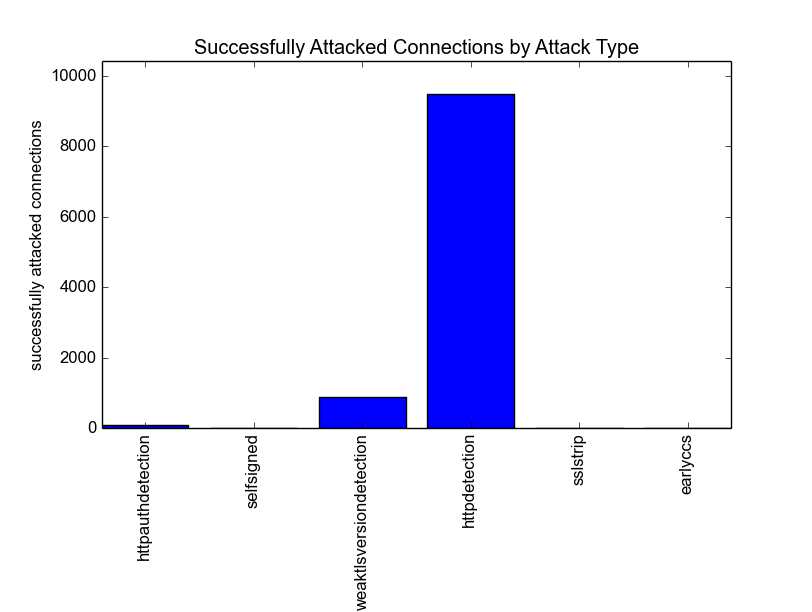 Successfully Attacked Connections by Attack Type
10000
8000
6000
4000
2000
0
successfully attacked connections
httpauthdetection
selfsigned
weaktlsversiondetection
httpdetection
sslstrip
earlyccs